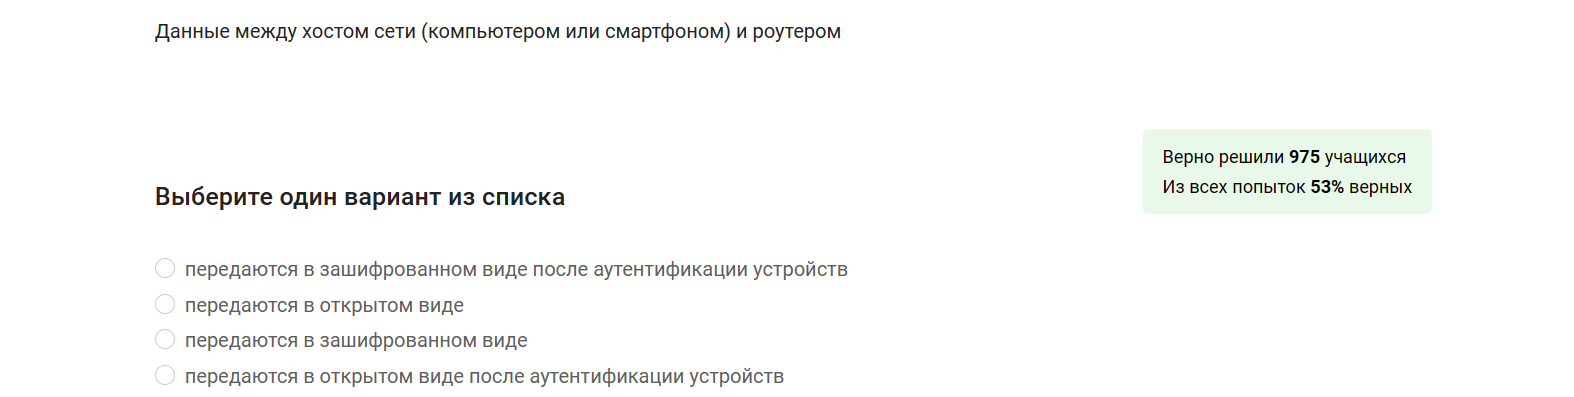 Данные между хостом сети (компьютером или смартфоном) и роутером
Верно решили 975 учащихся
Из всех попыток 53% верных
Выберите один вариант из списка
передаются в зашифрованном виде после аутентификации устройств
передаются в открытом виде
передаются в зашифрованном виде
передаются в открытом виде после аутентификации устройств